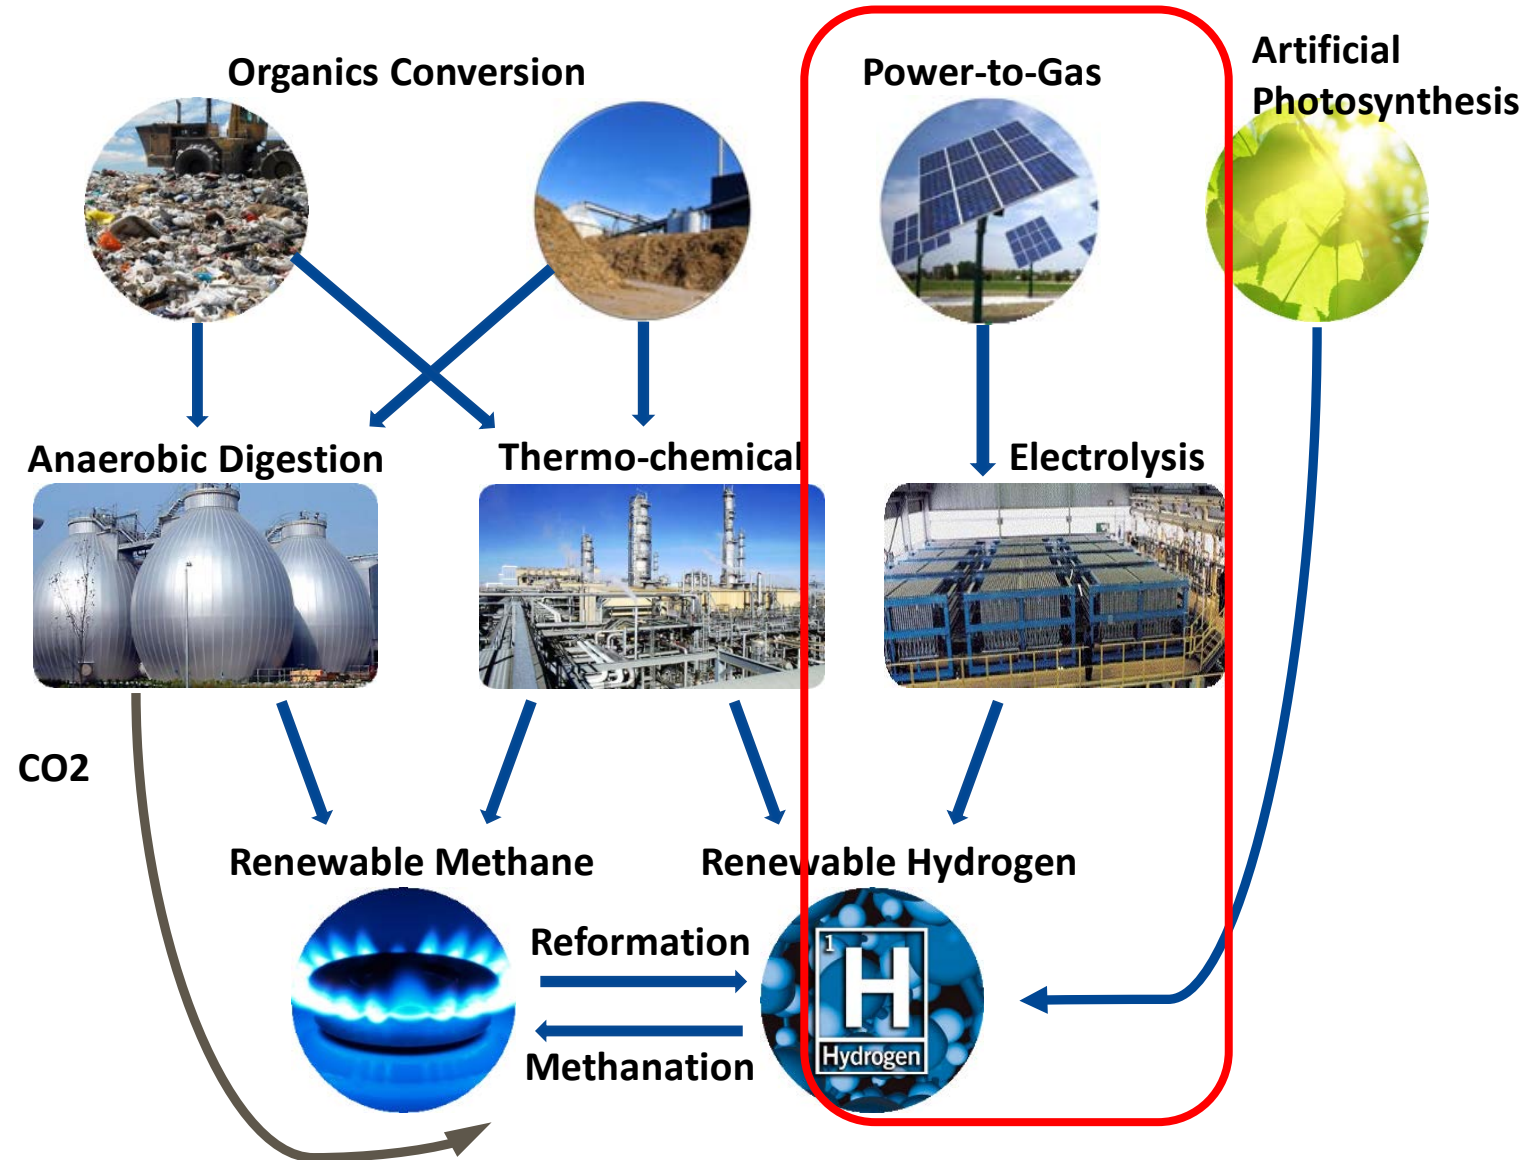 Organics Conversion
Power-to-Gas
Artificial
Photosynthesis
Anaerobic Digestion
Thermo-chemical
Electrolysis
CO2
Renewable Methane
Renewable Hydrogen
Reformation
1
H
Hydrogen
Methanation